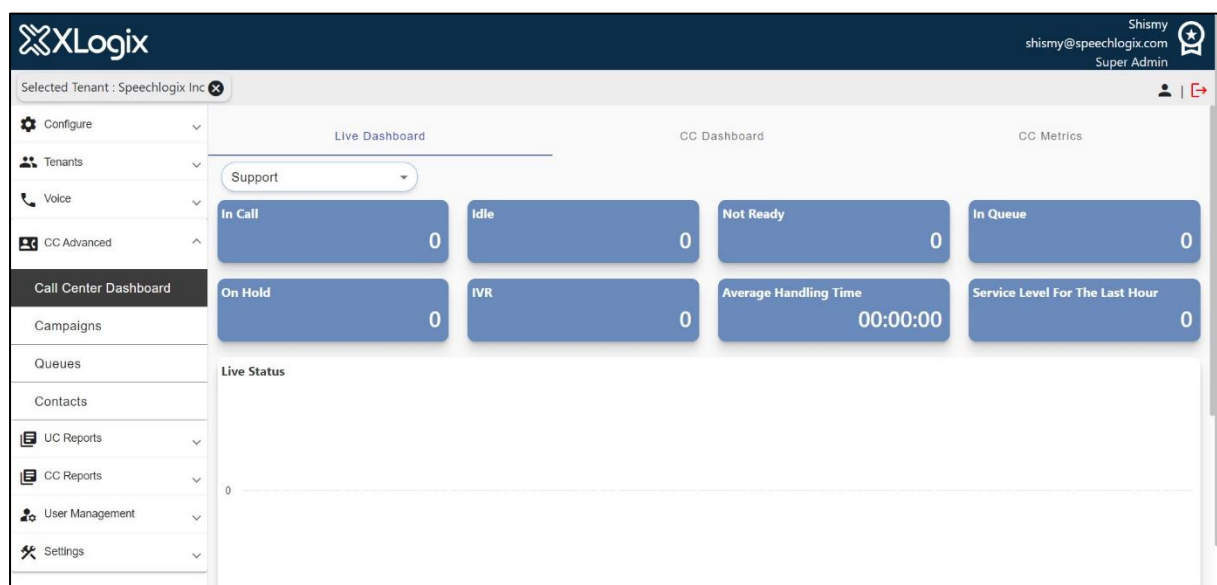 XLogix
Shismy
shismy@speechlogix.com
Super Admin
Selected Tenant : Speechlogix Inc
Configure
Tenants
Voice
CC Advanced
Call Center Dashboard
Campaigns
Queues
Contacts
UC Reports
CC Reports
User Management
Settings
Live Dashboard
CC Dashboard
CC Metrics
Support
In Call
0
Idle
0
Not Ready
0
In Queue
0
On Hold
0
IVR
0
Average Handling Time
00:00:00
Service Level For The Last Hour
0
Live Status
0